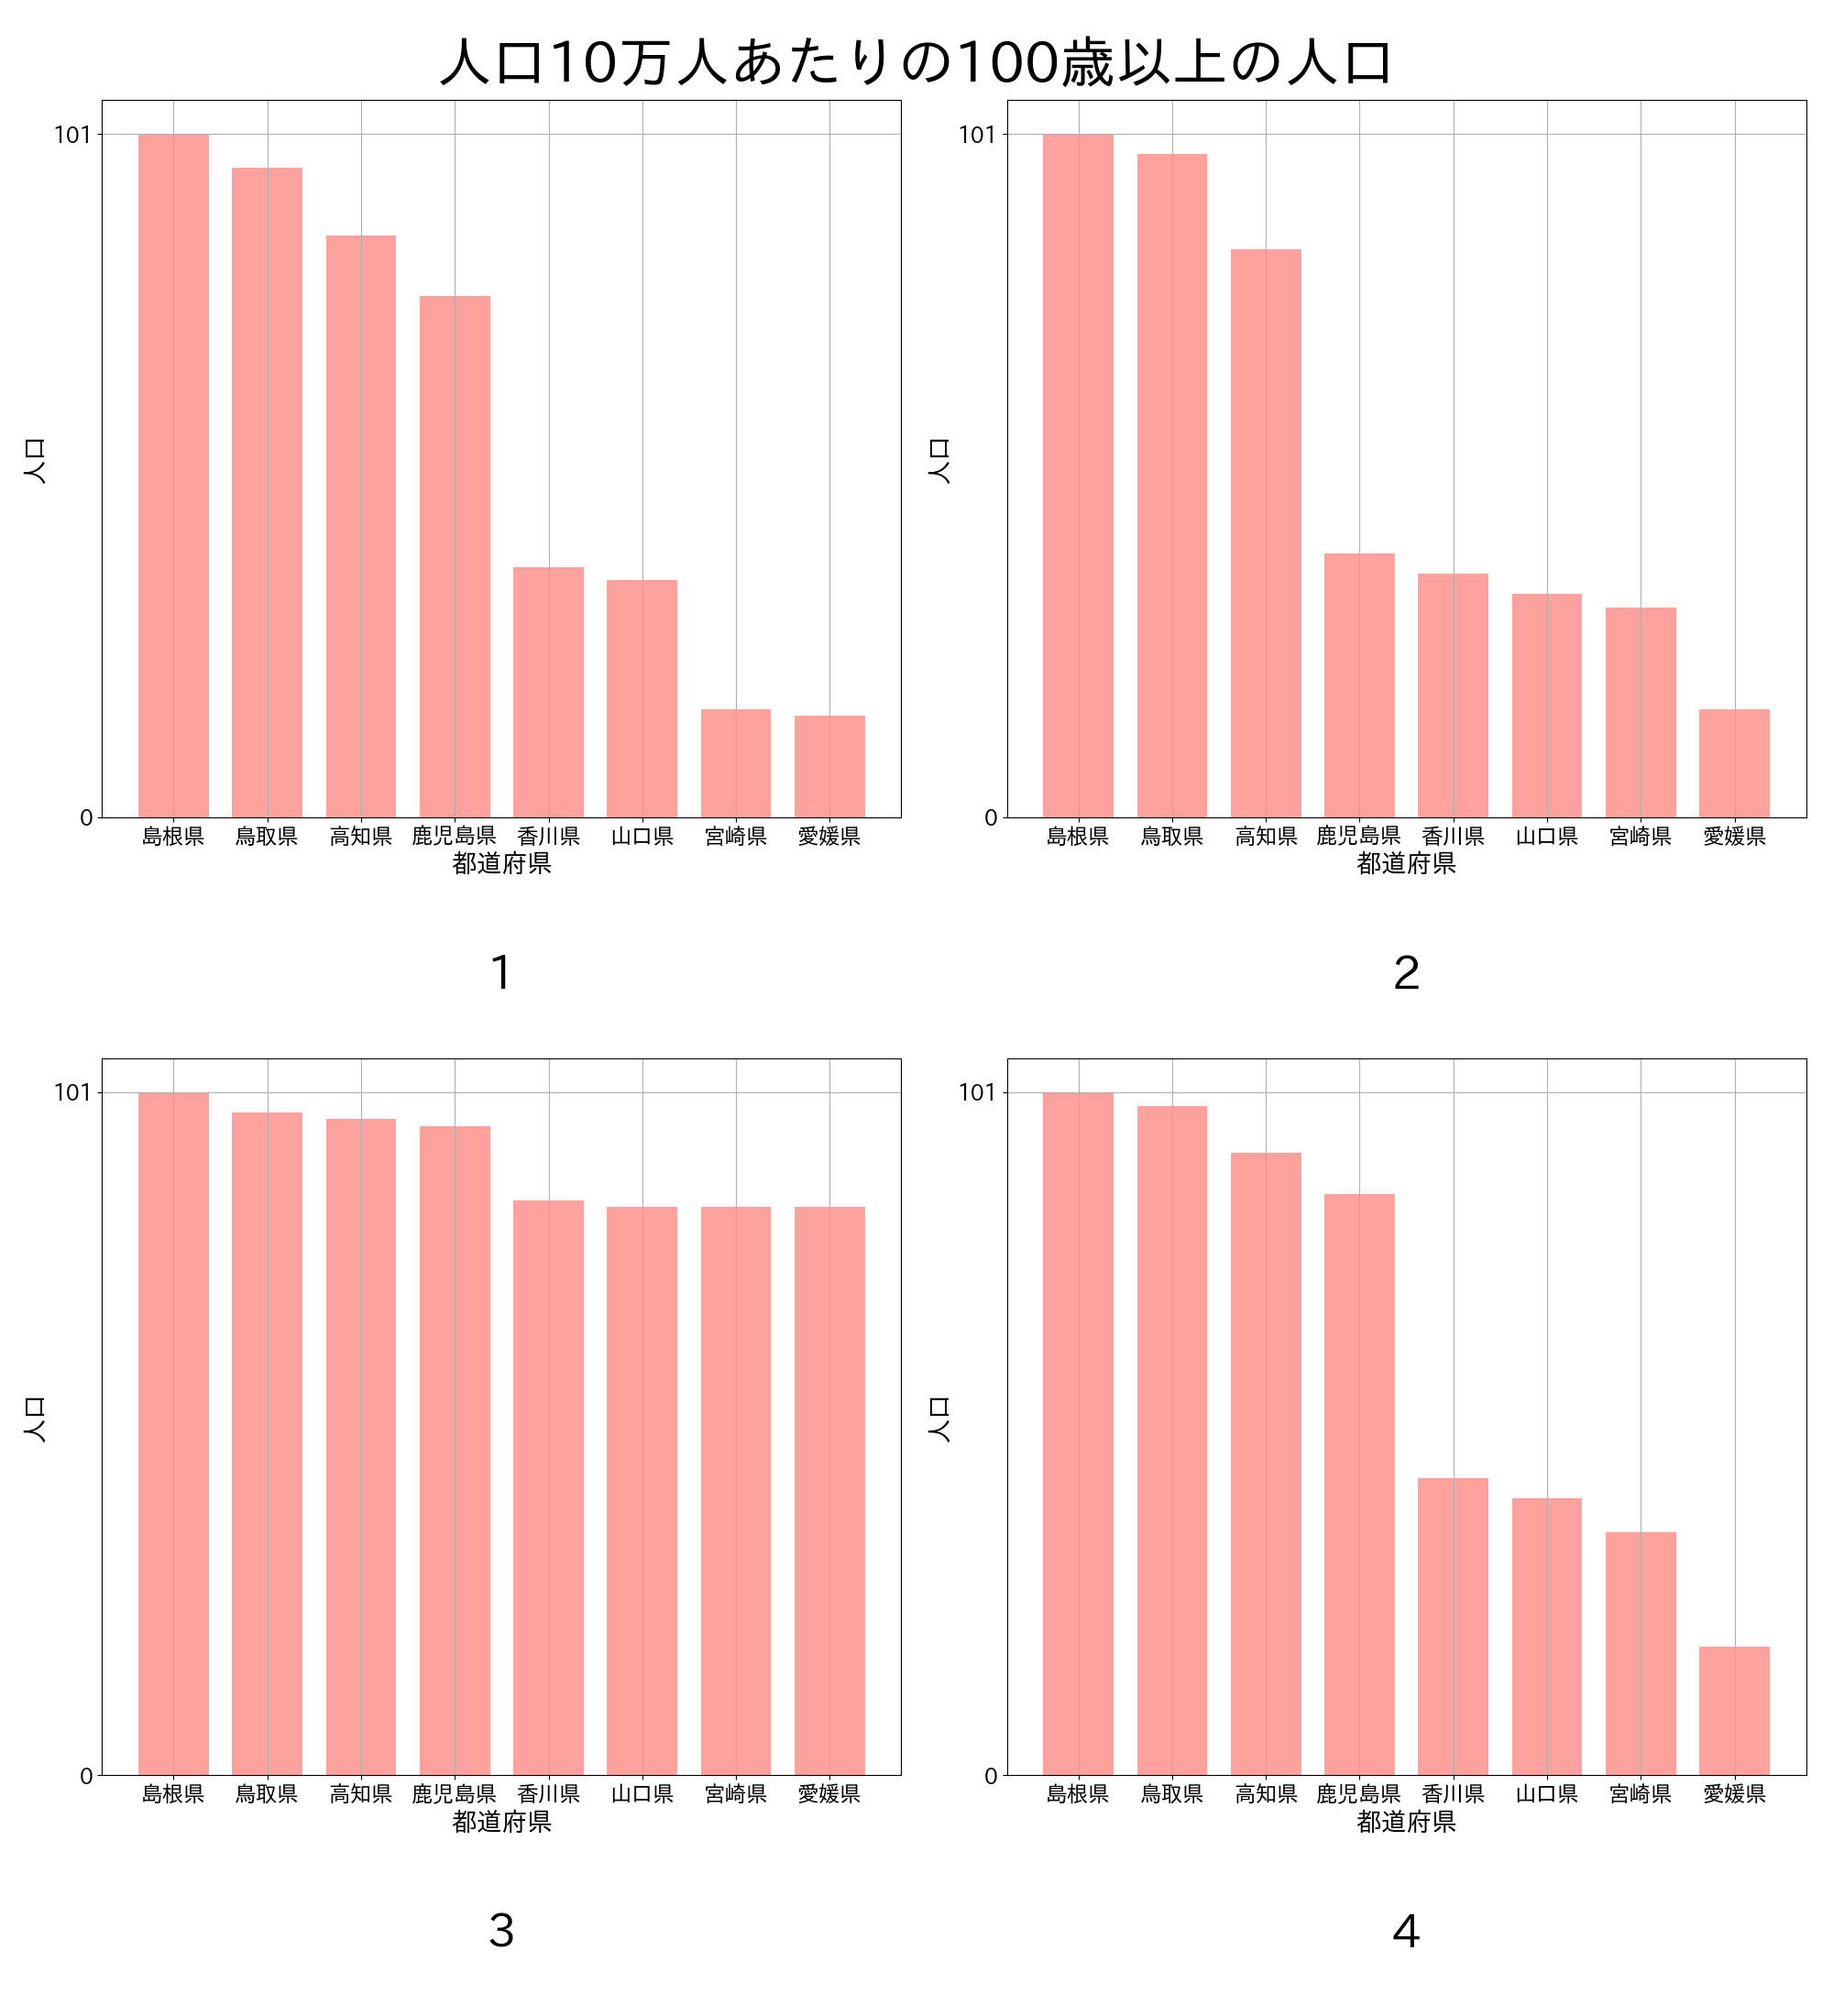 人口10万人あたりの100歳以上の人口
101
0
人口
島根県 鳥取県 高知県 鹿児島県 香川県 山口県 宮崎県 愛媛県
都道府県
1
101
0
人口
島根県 鳥取県 高知県 鹿児島県 香川県 山口県 宮崎県 愛媛県
都道府県
2
101
0
人口
島根県 鳥取県 高知県 鹿児島県 香川県 山口県 宮崎県 愛媛県
都道府県
3
101
0
人口
島根県 鳥取県 高知県 鹿児島県 香川県 山口県 宮崎県 愛媛県
都道府県
4